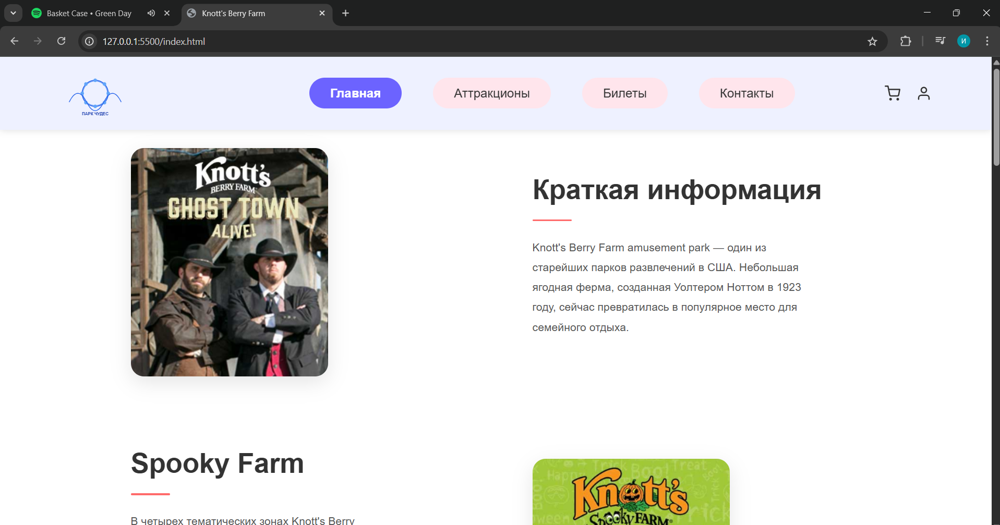 Basket Case • Green Day
Knott's Berry Farm
127.0.0.1:5500/index.html
И
ПАРК ЧУДЕС
Главная
Аттракционы
Билеты
Контакты
Knott's
BERRY FARM
GHOST TOWN
ALIVE!
Краткая информация
Knott's Berry Farm amusement park — один из
старейших парков развлечений в США. Небольшая
ягодная ферма, созданная Уолтером Ноттом в 1923
году, сейчас превратилась в популярное место для
семейного отдыха.
Spooky Farm
В четырех тематических зонах Knott's Berry
Trick
Boo!
Treat
Happy
Boo!
Boo!
Trick
Knott's
Spooky FARM
Trick